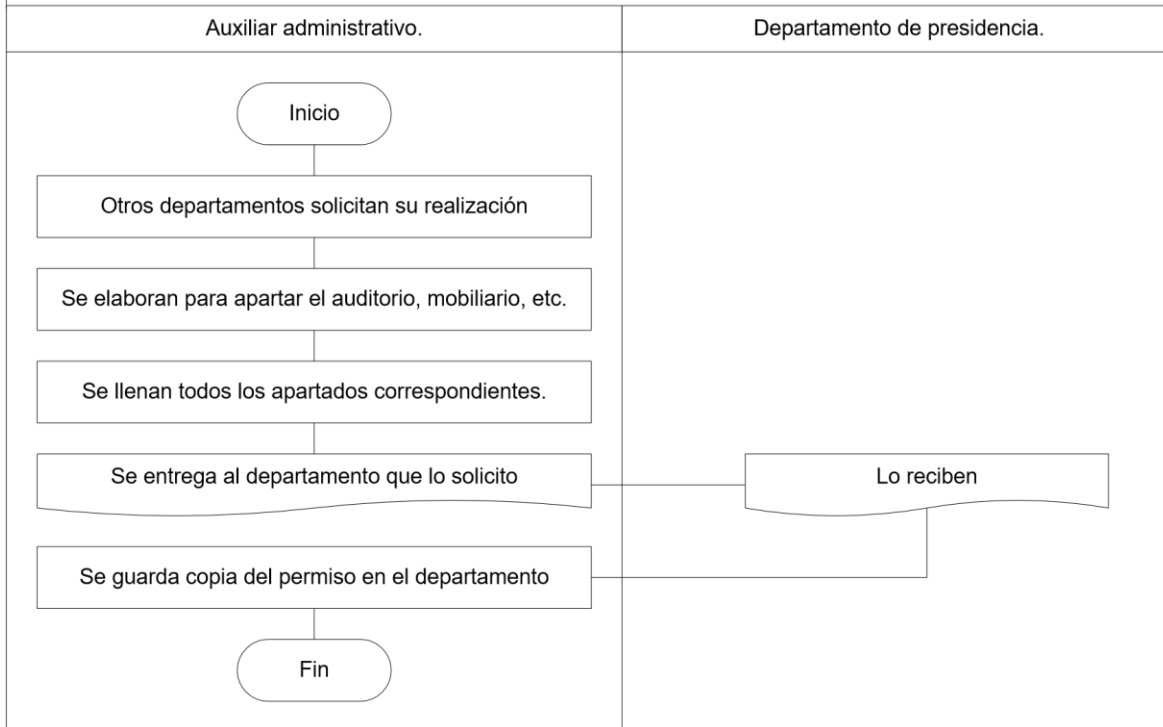 Auxiliar administrativo.
Departamento de presidencia.
Inicio
Otros departamentos solicitan su realización
Se elaboran para apartar el auditorio, mobiliario, etc.
Se llenan todos los apartados correspondientes.
Se entrega al departamento que lo solicito
Lo reciben
Se guarda copia del permiso en el departamento
Fin